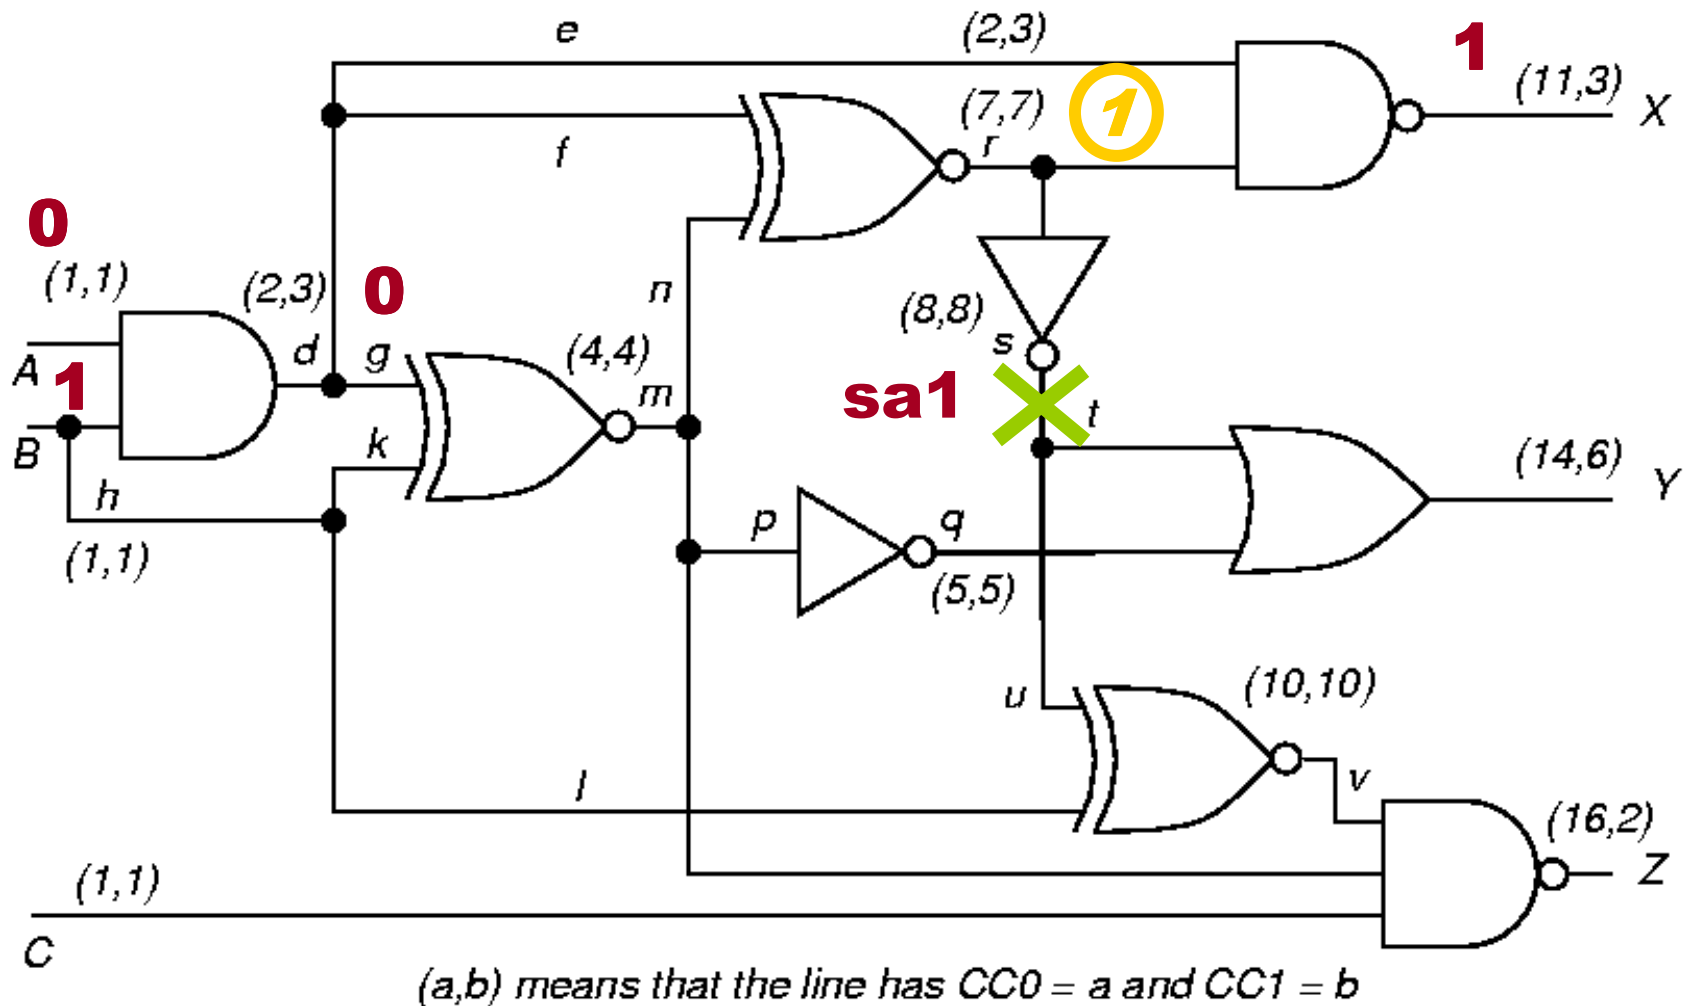 e
(2,3)
1
(11,3)
X
(7,7)
1
f
r
0
(1,1)
(2,3)
0
n
(8,8)
s
d
g
(4,4)
m
A
1
sa1
t
k
B
h
(14,6)
Y
p
q
(1,1)
(5,5)
u
(10,10)
l
v
(16,2)
Z
(1,1)
C
(a,b) means that the line has CC0 = a and CC1 = b